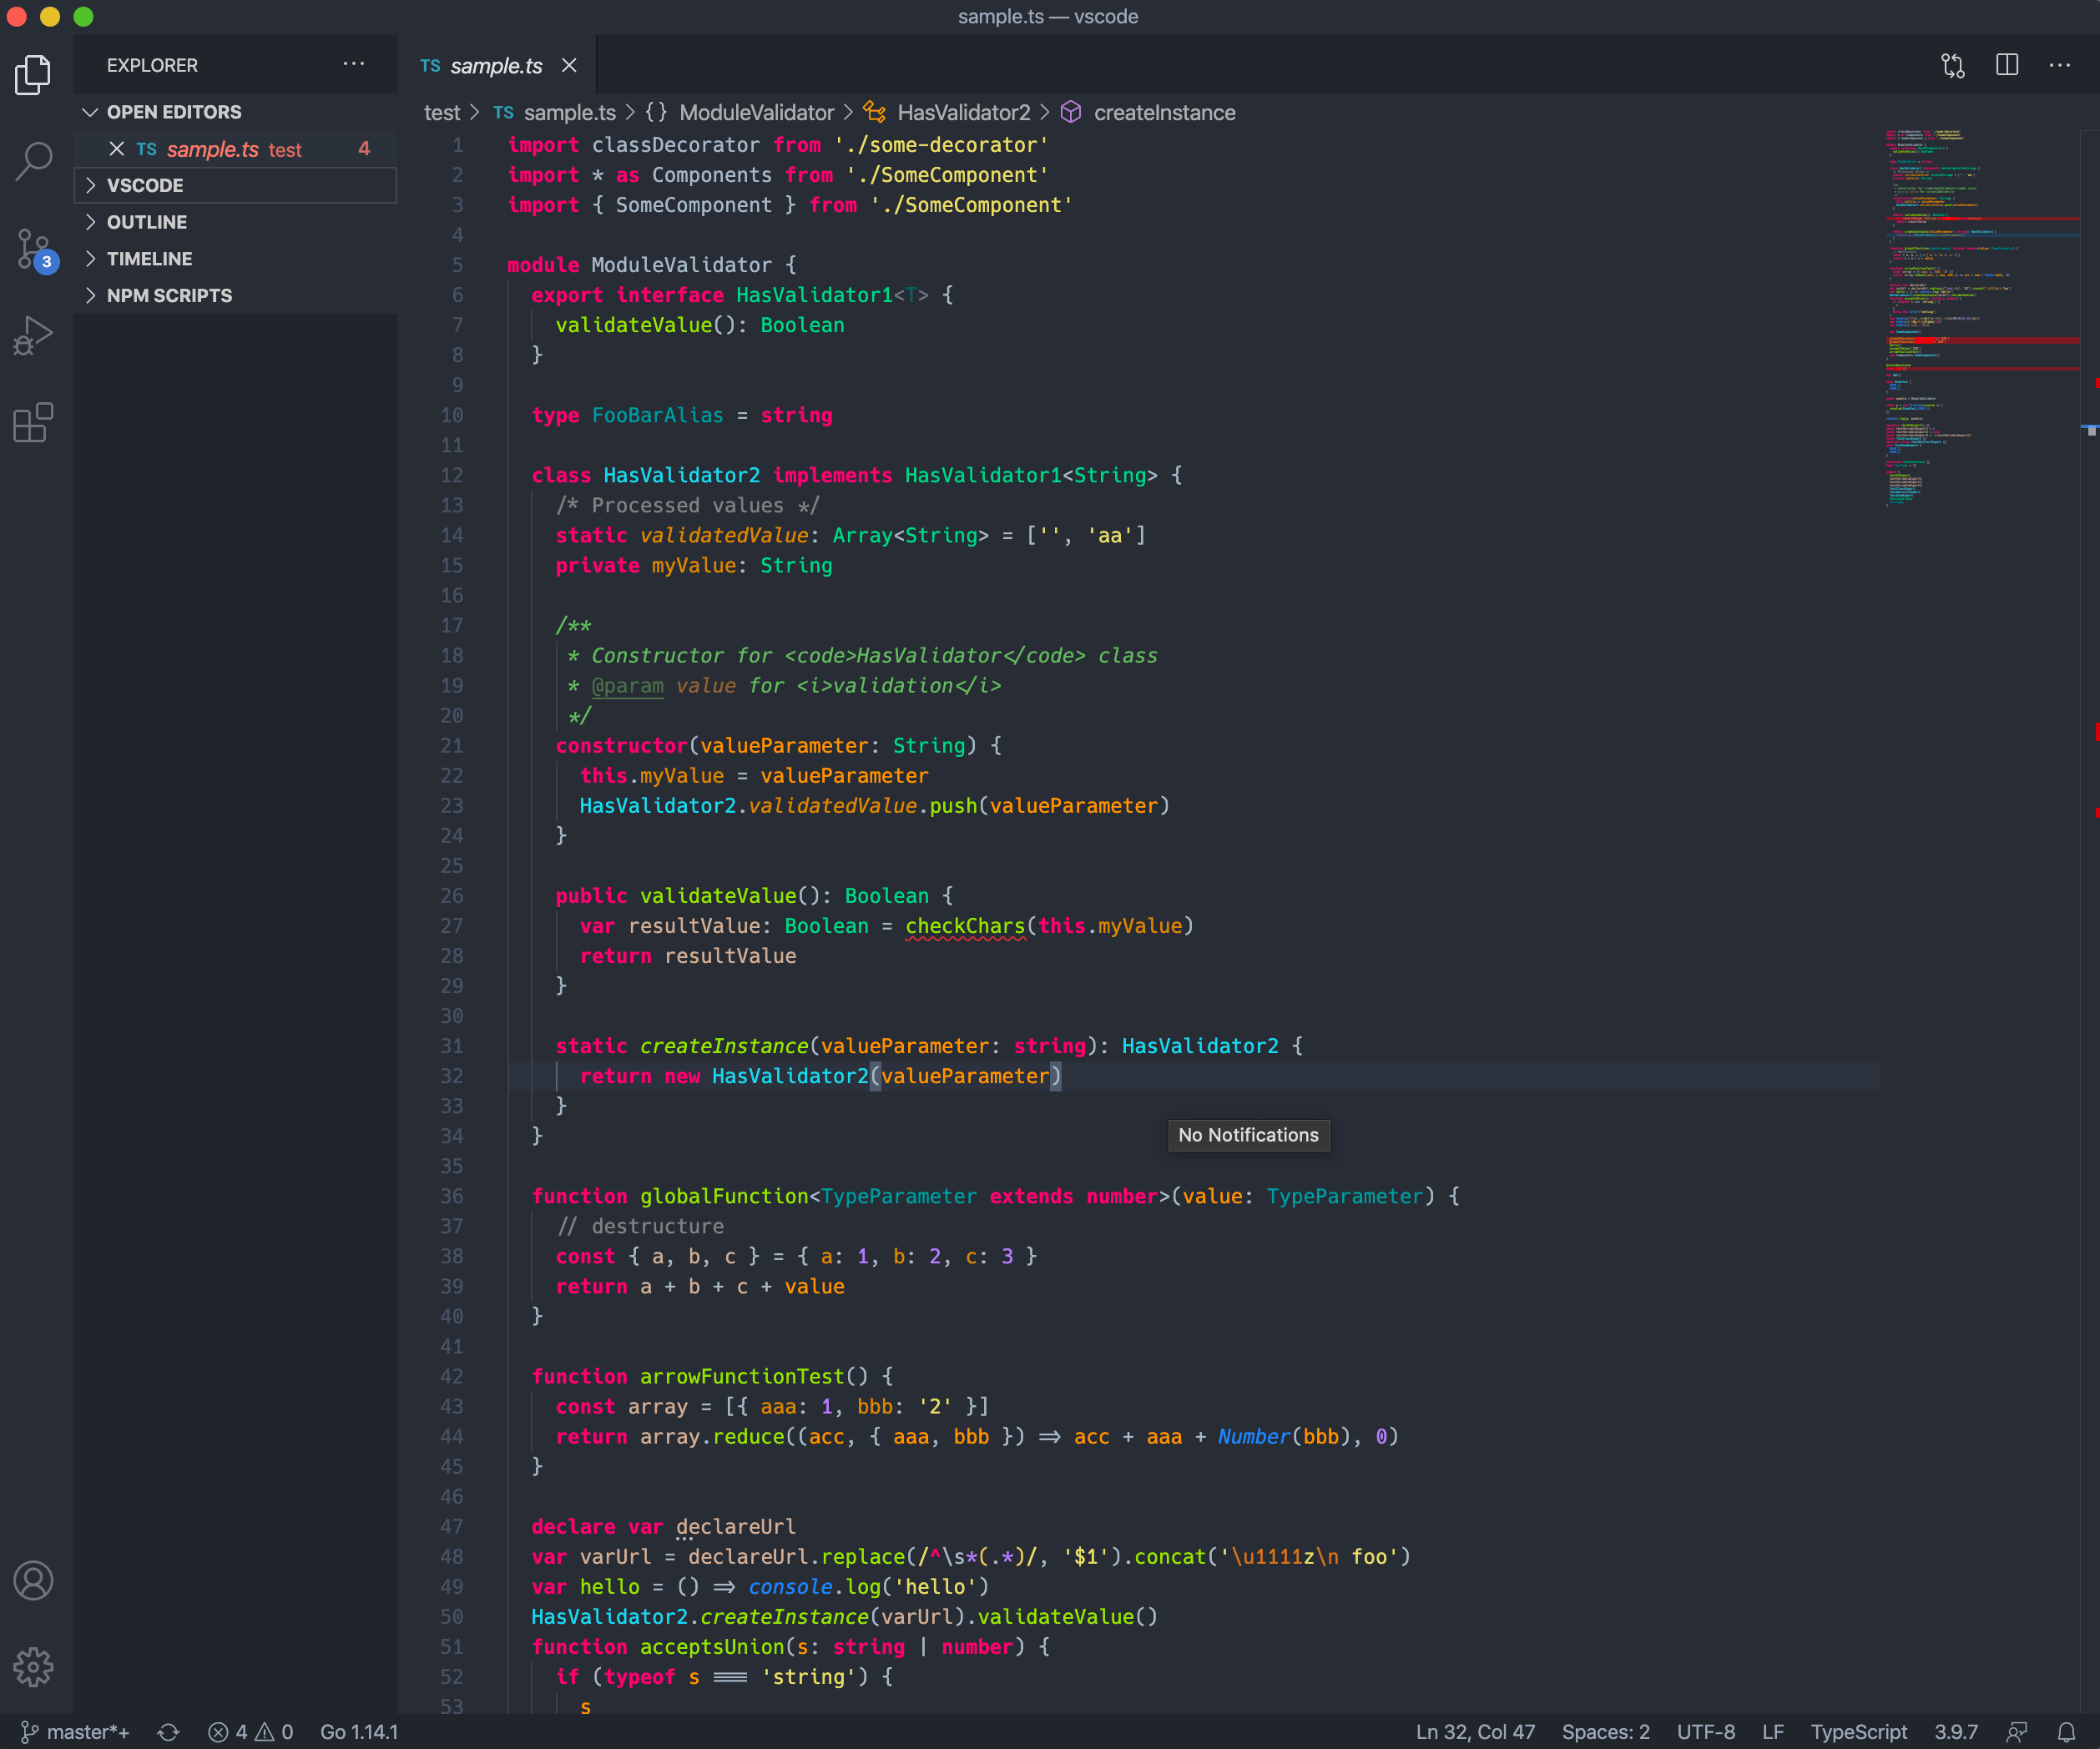 sample.ts — vscode
EXPLORER
OPEN EDITORS
TS sample.ts test 4
VSCODE
OUTLINE
TIMELINE
NPM SCRIPTS
3
TS sample.ts
test > TS sample.ts > {} ModuleValidator > HasValidator2 > createInstance
1 import classDecorator from './some-decorator'
2 import * as Components from './SomeComponent'
3 import { SomeComponent } from './SomeComponent'
4
5 module ModuleValidator {
6 export interface HasValidator1<T> {
7 validateValue(): Boolean
8 }
9
10 type FooBarAlias = string
11
12 class HasValidator2 implements HasValidator1<String> {
13 /* Processed values */
14 static validatedValue: Array<String> = ['', 'aa']
15 private myValue: String
16
17 /**
18 * Constructor for <code>HasValidator</code> class
19 * @param value for <i>validation</i>
20 */
21 constructor(valueParameter: String) {
22 this.myValue = valueParameter
23 HasValidator2.validatedValue.push(valueParameter)
24 }
25
26 public validateValue(): Boolean {
27 var resultValue: Boolean = checkChars(this.myValue)
28 return resultValue
29 }
30
31 static createInstance(valueParameter: string): HasValidator2 {
32 return new HasValidator2(valueParameter)
33 }
34 }
No Notifications
35
36 function globalFunction<TypeParameter extends number>(value: TypeParameter) {
37 // destructure
38 const { a, b, c } = { a: 1, b: 2, c: 3 }
39 return a + b + c + value
40 }
41
42 function arrowFunctionTest() {
43 const array = [{ aaa: 1, bbb: '2' }]
44 return array.reduce((acc, { aaa, bbb }) => acc + aaa + Number(bbb), 0)
45 }
46
47 declare var declareUrl
48 var varUrl = declareUrl.replace(/^\s*(.*)/, '$1').concat('\u1111z\n foo')
49 var hello = () => console.log('hello')
50 HasValidator2.createInstance(varUrl).validateValue()
51 function acceptsUnion(s: string | number) {
52 if (typeof s === 'string') {
53 s
master*+ 4 0 Go 1.14.1 Ln 32, Col 47 Spaces: 2 UTF-8 LF TypeScript 3.9.7